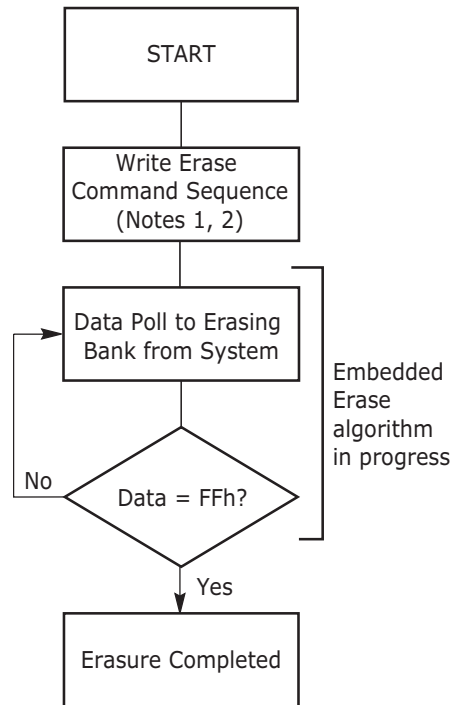 START
Write Erase
Command Sequence
(Notes 1, 2)
Data Poll to Erasing
Bank from System
Embedded
Erase
algorithm
in progress
No
Data = FFh?
Yes
Erasure Completed